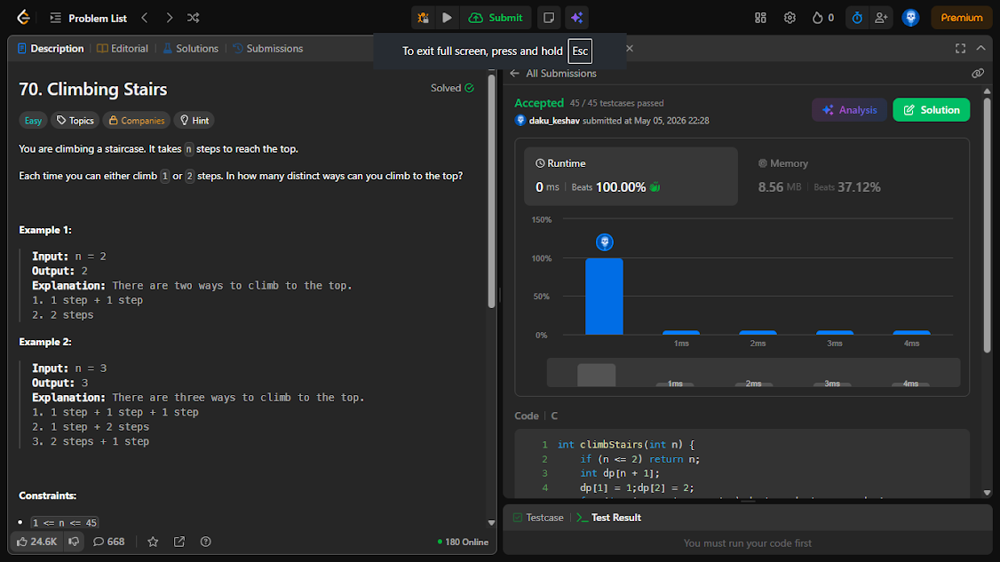 Problem List
Submit
0
Premium
To exit full screen, press and hold Esc
Description
Editorial
Solutions
Submissions
70. Climbing Stairs
Solved
Easy
Topics
Companies
Hint
You are climbing a staircase. It takes n steps to reach the top.
Each time you can either climb 1 or 2 steps. In how many distinct ways can you climb to the top?
Example 1:
Input: n = 2
Output: 2
Explanation: There are two ways to climb to the top.
1. 1 step + 1 step
2. 2 steps
Example 2:
Input: n = 3
Output: 3
Explanation: There are three ways to climb to the top.
1. 1 step + 1 step + 1 step
2. 1 step + 2 steps
3. 2 steps + 1 step
Constraints:
1 <= n <= 45
24.6K
668
180 Online
All Submissions
Accepted 45 / 45 testcases passed
daku_keshav submitted at May 05, 2026 22:28
Analysis
Solution
Runtime
0 ms | Beats 100.00%
Memory
8.56 MB | Beats 37.12%
150%
100%
50%
0%
1ms 2ms 3ms 4ms
1ms 2ms 3ms 4ms
Code | C
1 int climbStairs(int n) {
2 if (n <= 2) return n;
3 int dp[n + 1];
4 dp[1] = 1;dp[2] = 2;
Testcase
>_ Test Result
You must run your code first